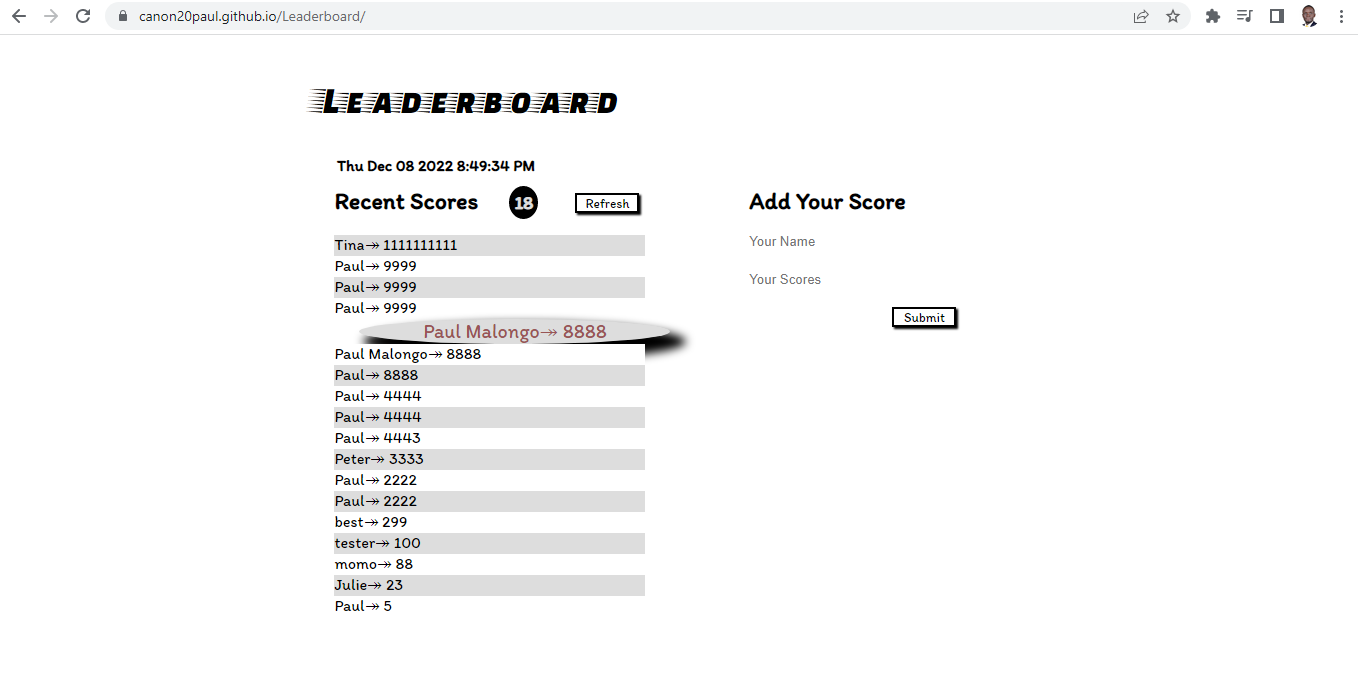 canon20paul.github.io/Leaderboard/
LEADERBOARD
Thu Dec 08 2022 8:49:34 PM
Recent Scores 18 Refresh
Tina↠ 1111111111
Paul↠ 9999
Paul↠ 9999
Paul↠ 9999
Paul Malongo↠ 8888
Paul Malongo↠ 8888
Paul↠ 8888
Paul↠ 4444
Paul↠ 4444
Paul↠ 4443
Peter↠ 3333
Paul↠ 2222
Paul↠ 2222
best↠ 299
tester↠ 100
momo↠ 88
Julie↠ 23
Paul↠ 5
Add Your Score
Your Name
Your Scores
Submit